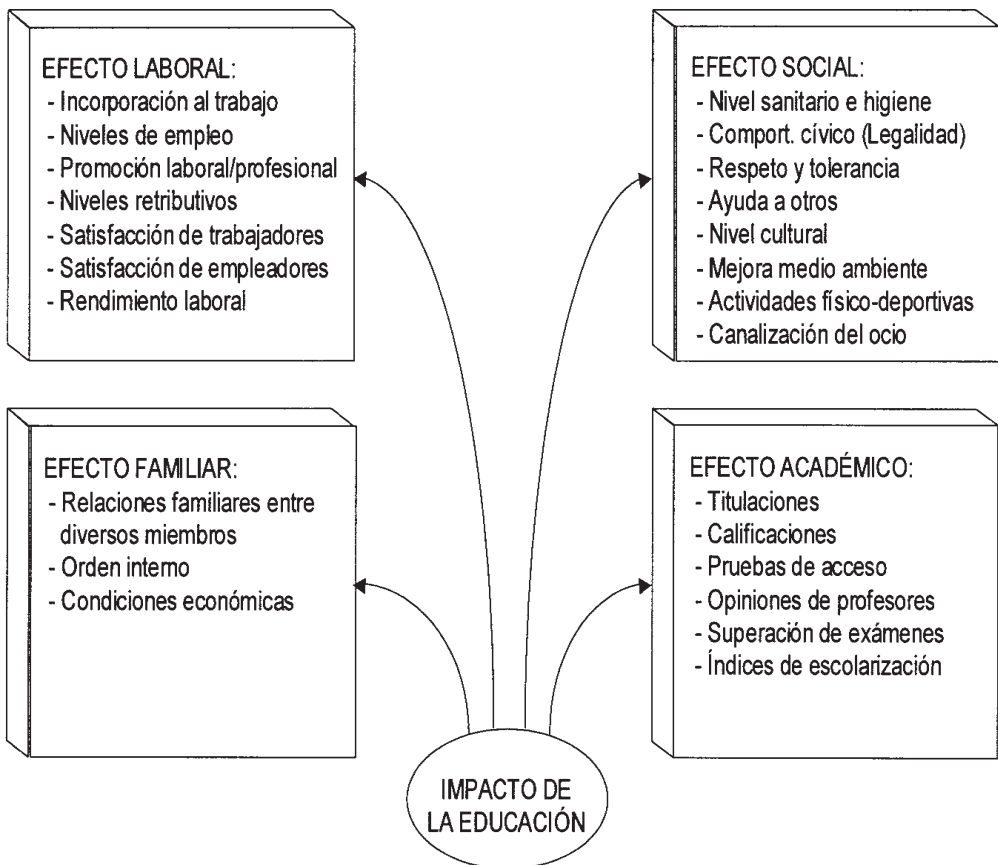 EFECTO LABORAL:
- Incorporación al trabajo
- Niveles de empleo
- Promoción laboral/profesional
- Niveles retributivos
- Satisfacción de trabajadores
- Satisfacción de empleadores
- Rendimiento laboral
EFECTO SOCIAL:
- Nivel sanitario e higiene
- Comport. cívico (Legalidad)
- Respeto y tolerancia
- Ayuda a otros
- Nivel cultural
- Mejora medio ambiente
- Actividades físico-deportivas
- Canalización del ocio
EFECTO FAMILIAR:
- Relaciones familiares entre
diversos miembros
- Orden interno
- Condiciones económicas
EFECTO ACADÉMICO:
- Titulaciones
- Calificaciones
- Pruebas de acceso
- Opiniones de profesores
- Superación de exámenes
- Índices de escolarización
IMPACTO DE
LA EDUCACIÓN